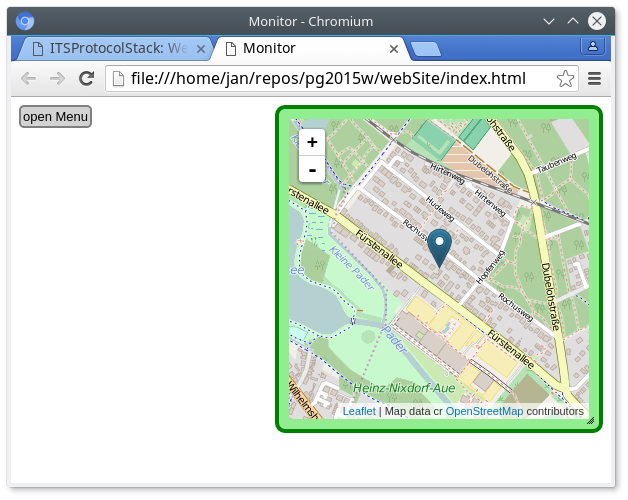 Monitor - Chromium
ITSProtocolStack: We
Monitor
file:///home/jan/repos/pg2015w/webSite/index.html
open Menu
+
-
Dubelohstraße
Hirtenweg
Dubelohstraße
Taubenweg
Hirtenweg
Hudeweg
Fürstenallee
Rochusweg
Fürstenallee
Hopfenweg
Kleine Pader
ee
Dubelohstraße
Rochusweg
Pader
Fürstenallee
Heinz-Nixdorf-Aue
Wilhelmsh
Leaflet | Map data cr OpenStreetMap contributors